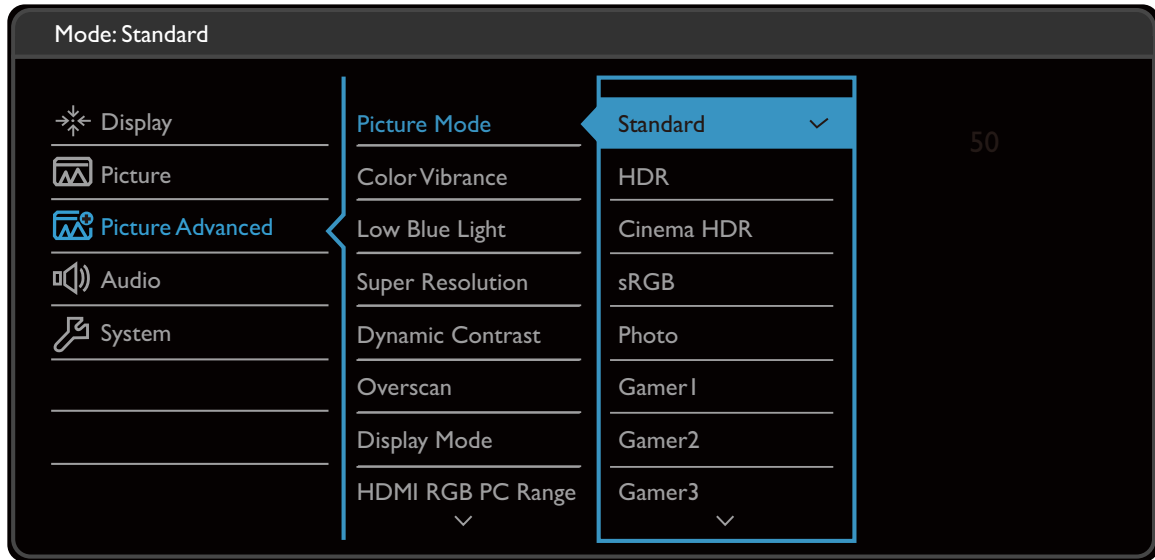 Mode: Standard
Display
Picture
Picture Advanced
Audio
System
Picture Mode
Color Vibrance
Low Blue Light
Super Resolution
Dynamic Contrast
Overscan
Display Mode
HDMI RGB PC Range
Standard
HDR
Cinema HDR
sRGB
Photo
Gamer1
Gamer2
Gamer3
50